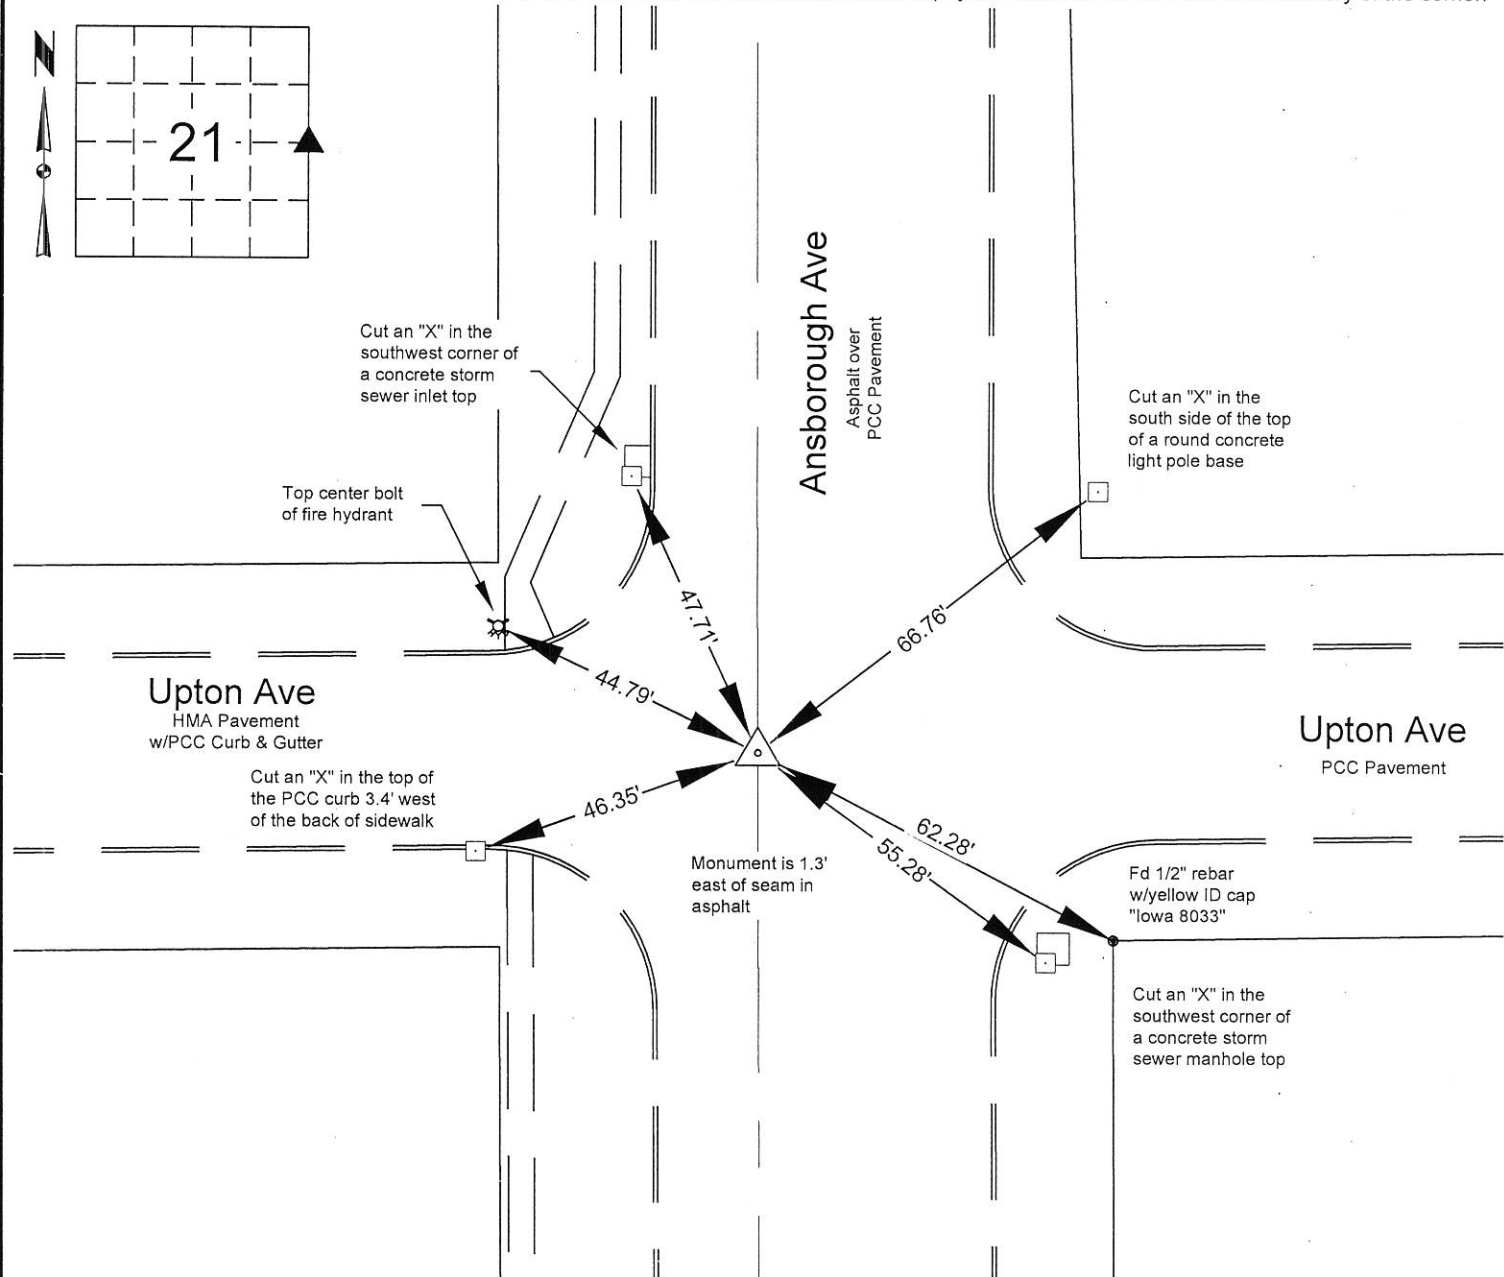 N
21
Cut an "X" in the
southwest corner of
a concrete storm
sewer inlet top
Ansborough Ave
Asphalt over
PCC Pavement
Cut an "X" in the
south side of the top
of a round concrete
light pole base
Top center bolt
of fire hydrant
47.71'
66.76'
44.79'
Upton Ave
HMA Pavement
w/PCC Curb & Gutter
Upton Ave
PCC Pavement
Cut an "X" in the top of
the PCC curb 3.4' west
of the back of sidewalk
46.35'
62.28'
55.28'
Monument is 1.3'
east of seam in
asphalt
Fd 1/2" rebar
w/yellow ID cap
"Iowa 8033"
Cut an "X" in the
southwest corner of
a concrete storm
sewer manhole top